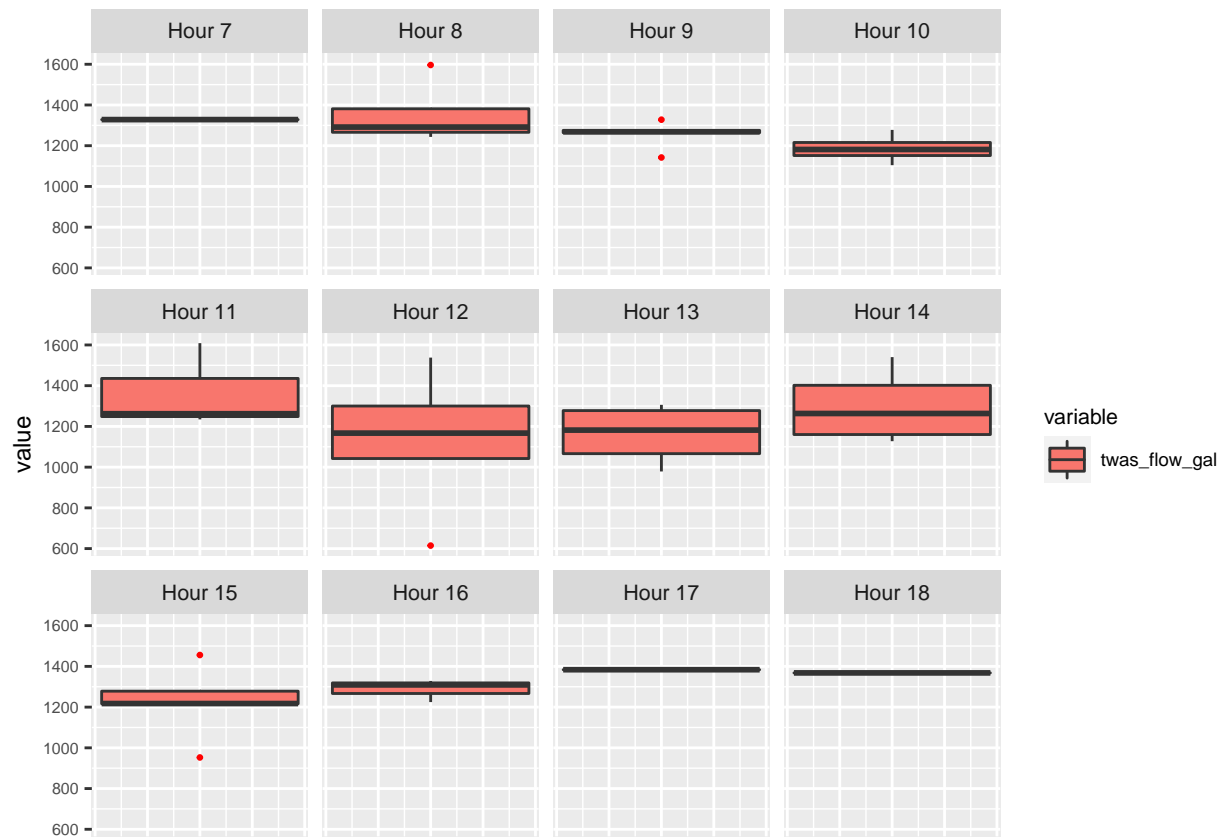 Hour 7
Hour 8
Hour 9
Hour 10
1600
1400
1200
1000
800
600
Hour 11
Hour 12
Hour 13
Hour 14
1600
1400
1200
1000
800
600
Hour 15
Hour 16
Hour 17
Hour 18
1600
1400
1200
1000
800
600
value
variable
twas_flow_gal